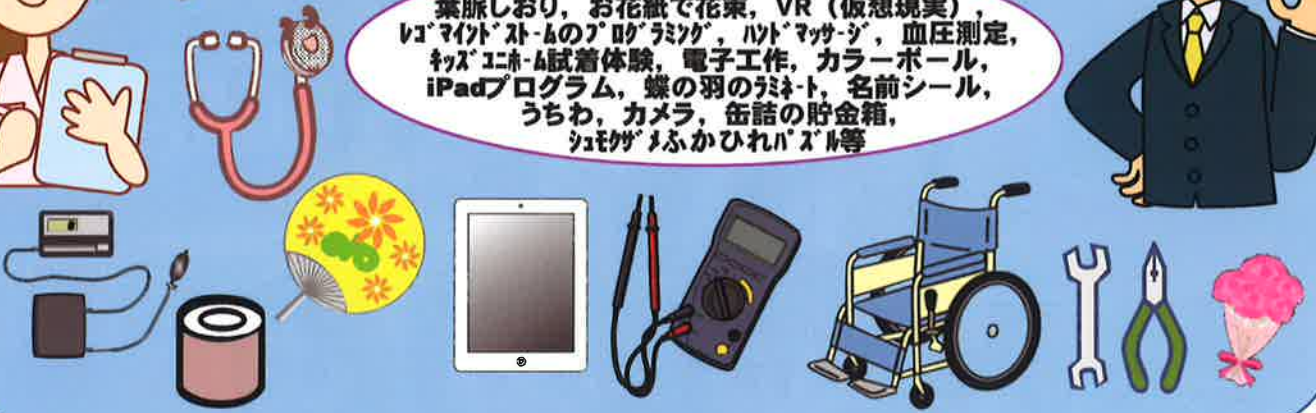 葉脈しおり，お花紙で花束，VR（仮想現実），
ﾚｺﾞﾏｲﾝﾄﾞｽﾄｰﾑのﾌﾟﾛｸﾞﾗﾐﾝｸﾞ，ﾊﾝﾄﾞﾏｯｻｰｼﾞ，血圧測定，
ｷｯｽﾞﾕﾆﾎｰﾑ試着体験，電子工作，カラーボール，
iPadプログラム，蝶の羽のﾗﾐﾈｰﾄ，名前シール，
うちわ，カメラ，缶詰の貯金箱，
ｼｭﾓｸｻﾞﾒふかひれﾊﾟｽﾞﾙ等